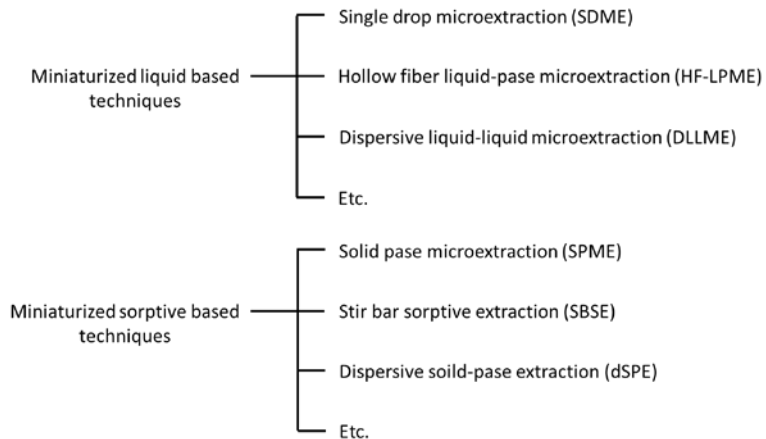 Single drop microextraction (SDME)
Miniaturized liquid based
techniques
Hollow fiber liquid-pase microextraction (HF-LPME)
Dispersive liquid-liquid microextraction (DLLME)
Etc.
Solid pase microextraction (SPME)
Miniaturized sorptive based
techniques
Stir bar sorptive extraction (SBSE)
Dispersive soild-pase extraction (dSPE)
Etc.